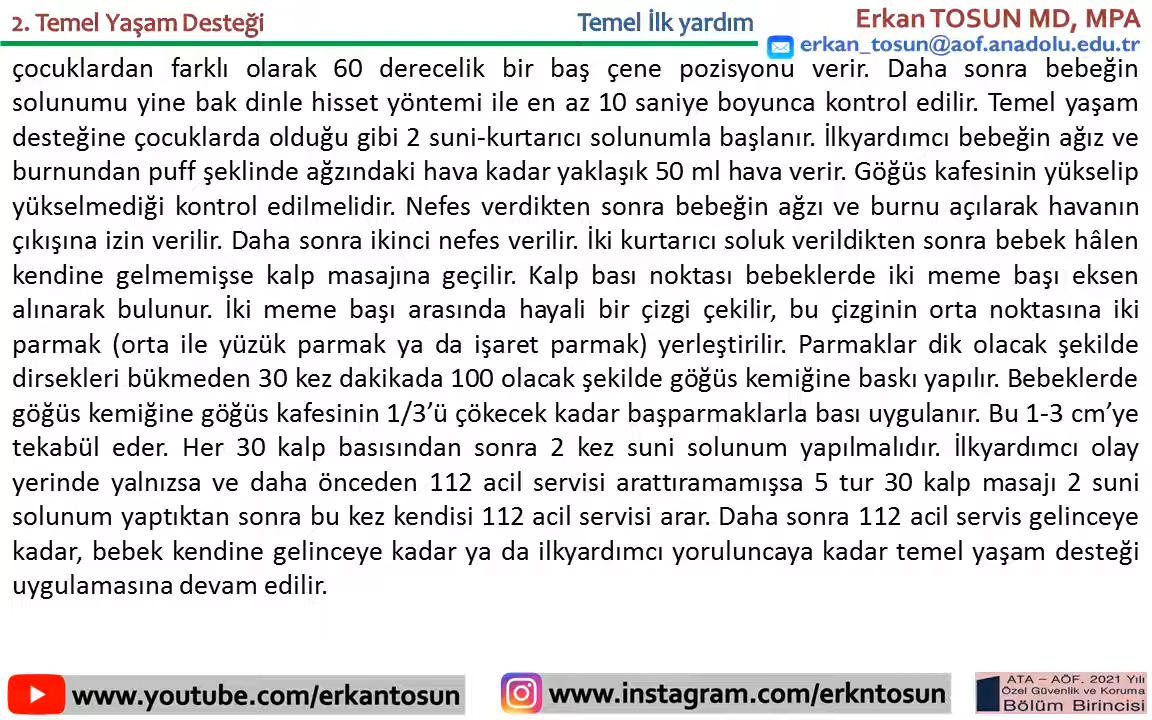 2. Temel Yaşam Desteği
Temel İlk yardım
Erkan TOSUN MD, MPA
erkan_tosun@aof.anadolu.edu.tr
çocuklardan farklı olarak 60 derecelik bir baş çene pozisyonu verir. Daha sonra bebeğin
solunumu yine bak dinle hisset yöntemi ile en az 10 saniye boyunca kontrol edilir. Temel yaşam
desteğine çocuklarda olduğu gibi 2 suni-kurtarıcı solunumla başlanır. İlkyardımcı bebeğin ağız ve
burnundan puff şeklinde ağzındaki hava kadar yaklaşık 50 ml hava verir. Göğüs kafesinin yükselip
yükselmediği kontrol edilmelidir. Nefes verdikten sonra bebeğin ağzı ve burnu açılarak havanın
çıkışına izin verilir. Daha sonra ikinci nefes verilir. İki kurtarıcı soluk verildikten sonra bebek hâlen
kendine gelmemişse kalp masajına geçilir. Kalp bası noktası bebeklerde iki meme başı eksen
alınarak bulunur. İki meme başı arasında hayali bir çizgi çekilir, bu çizginin orta noktasına iki
parmak (orta ile yüzük parmak ya da işaret parmak) yerleştirilir. Parmaklar dik olacak şekilde
dirsekleri bükmeden 30 kez dakikada 100 olacak şekilde göğüs kemiğine baskı yapılır. Bebeklerde
göğüs kemiğine göğüs kafesinin 1/3’ü çökecek kadar başparmaklarla bası uygulanır. Bu 1-3 cm’ye
tekabül eder. Her 30 kalp basısından sonra 2 kez suni solunum yapılmalıdır. İlkyardımcı olay
yerinde yalnızsa ve daha önceden 112 acil servisi arattıramamışsa 5 tur 30 kalp masajı 2 suni
solunum yaptıktan sonra bu kez kendisi 112 acil servisi arar. Daha sonra 112 acil servis gelinceye
kadar, bebek kendine gelinceye kadar ya da ilkyardımcı yoruluncaya kadar temel yaşam desteği
uygulamasına devam edilir.
www.youtube.com/erkantosun
www.instagram.com/erkntosun
ATA – AÖF. 2021 Yılı
Özel Güvenlik ve Koruma
Bölüm Birincisi